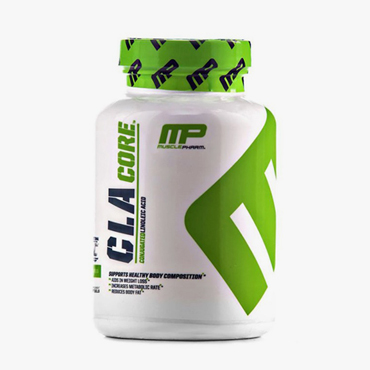 MP
MUSCLEPHARM
CLA
CORE
CONJUGATED LINOLEIC ACID
SUPPORTS HEALTHY BODY COMPOSITION
AIDS IN WEIGHT LOSS
INCREASES METABOLIC RATE
REDUCES BODY FAT